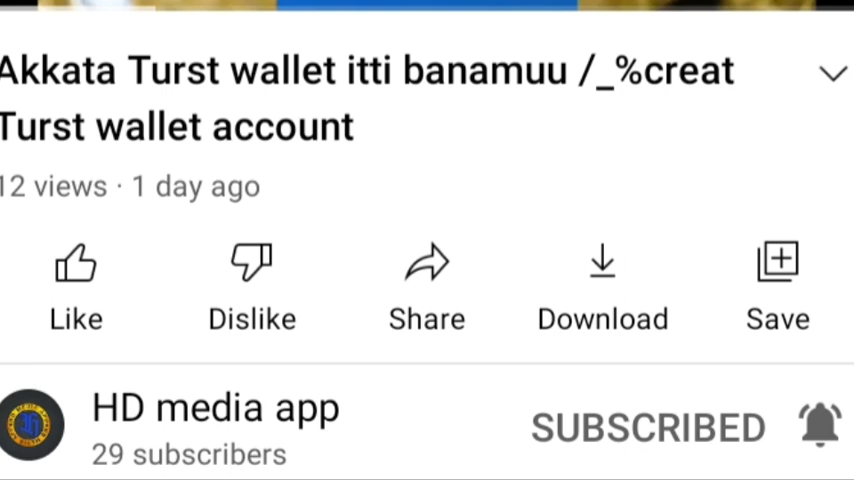 Akkata Turst wallet itti banamuu /_%creat
Turst wallet account
12 views · 1 day ago
Like Dislike Share Download Save
HD media app
SUBSCRIBED
29 subscribers